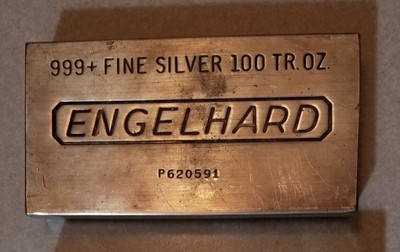 999+ FINE SILVER 100 TR. OZ.
ENGELHARD
P620591